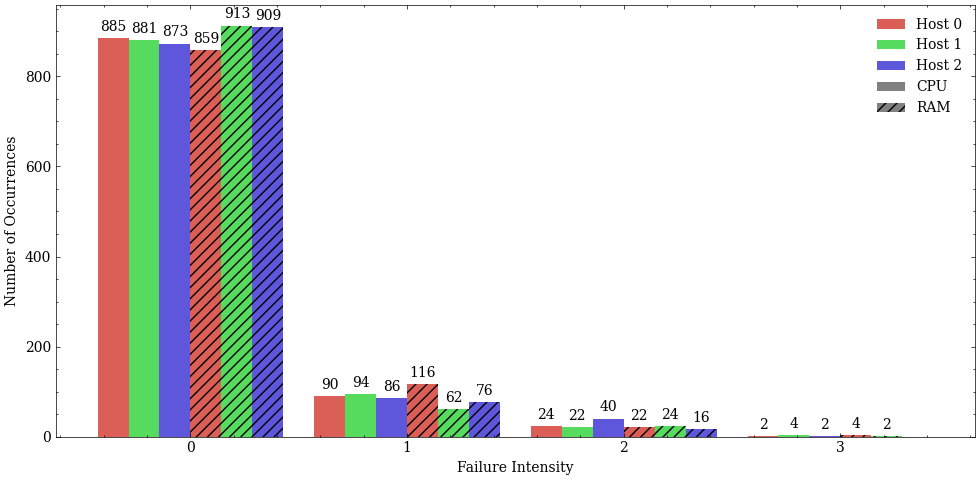 885 881 873 859 913 909
90 94 86 116 62 76
24 22 40 22 24 16
2 4 2 4 2
Host 0
Host 1
Host 2
CPU
RAM
Number of Occurrences
800
600
400
200
0
0 1 2 3
Failure Intensity